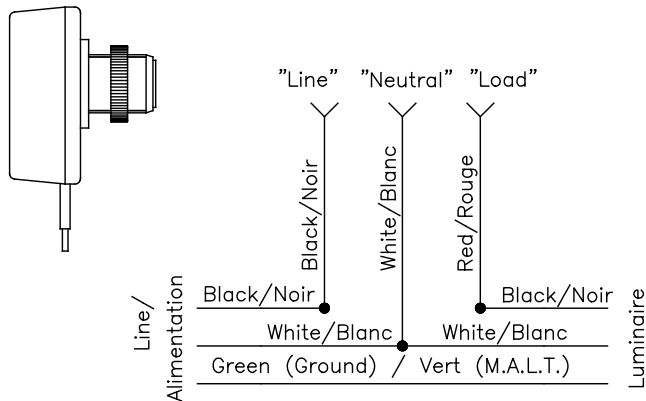 "Line" "Neutral" "Load"
Black/Noir
White/Blanc
Red/Rouge
Line/
Alimentation
Black/Noir
Black/Noir
White/Blanc
White/Blanc
Green (Ground) / Vert (M.A.L.T.)
Luminaire